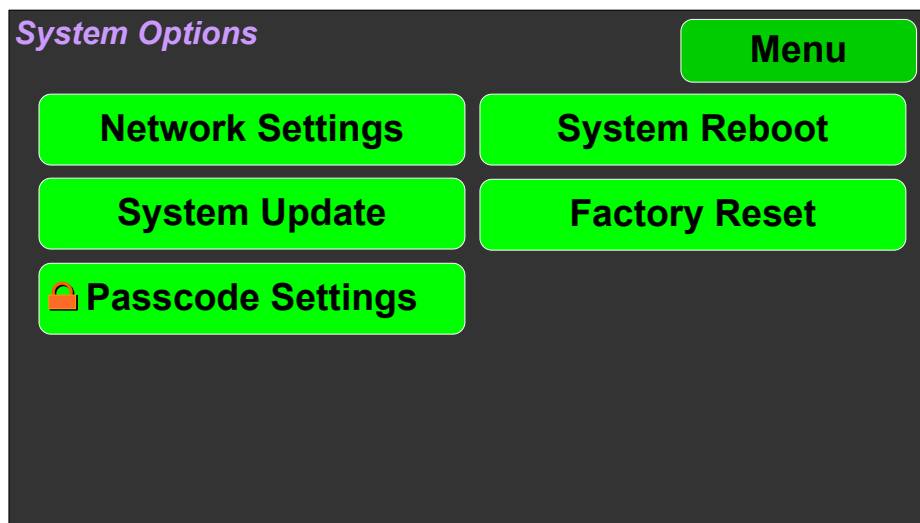 System Options
Menu
Network Settings
System Reboot
System Update
Factory Reset
Passcode Settings